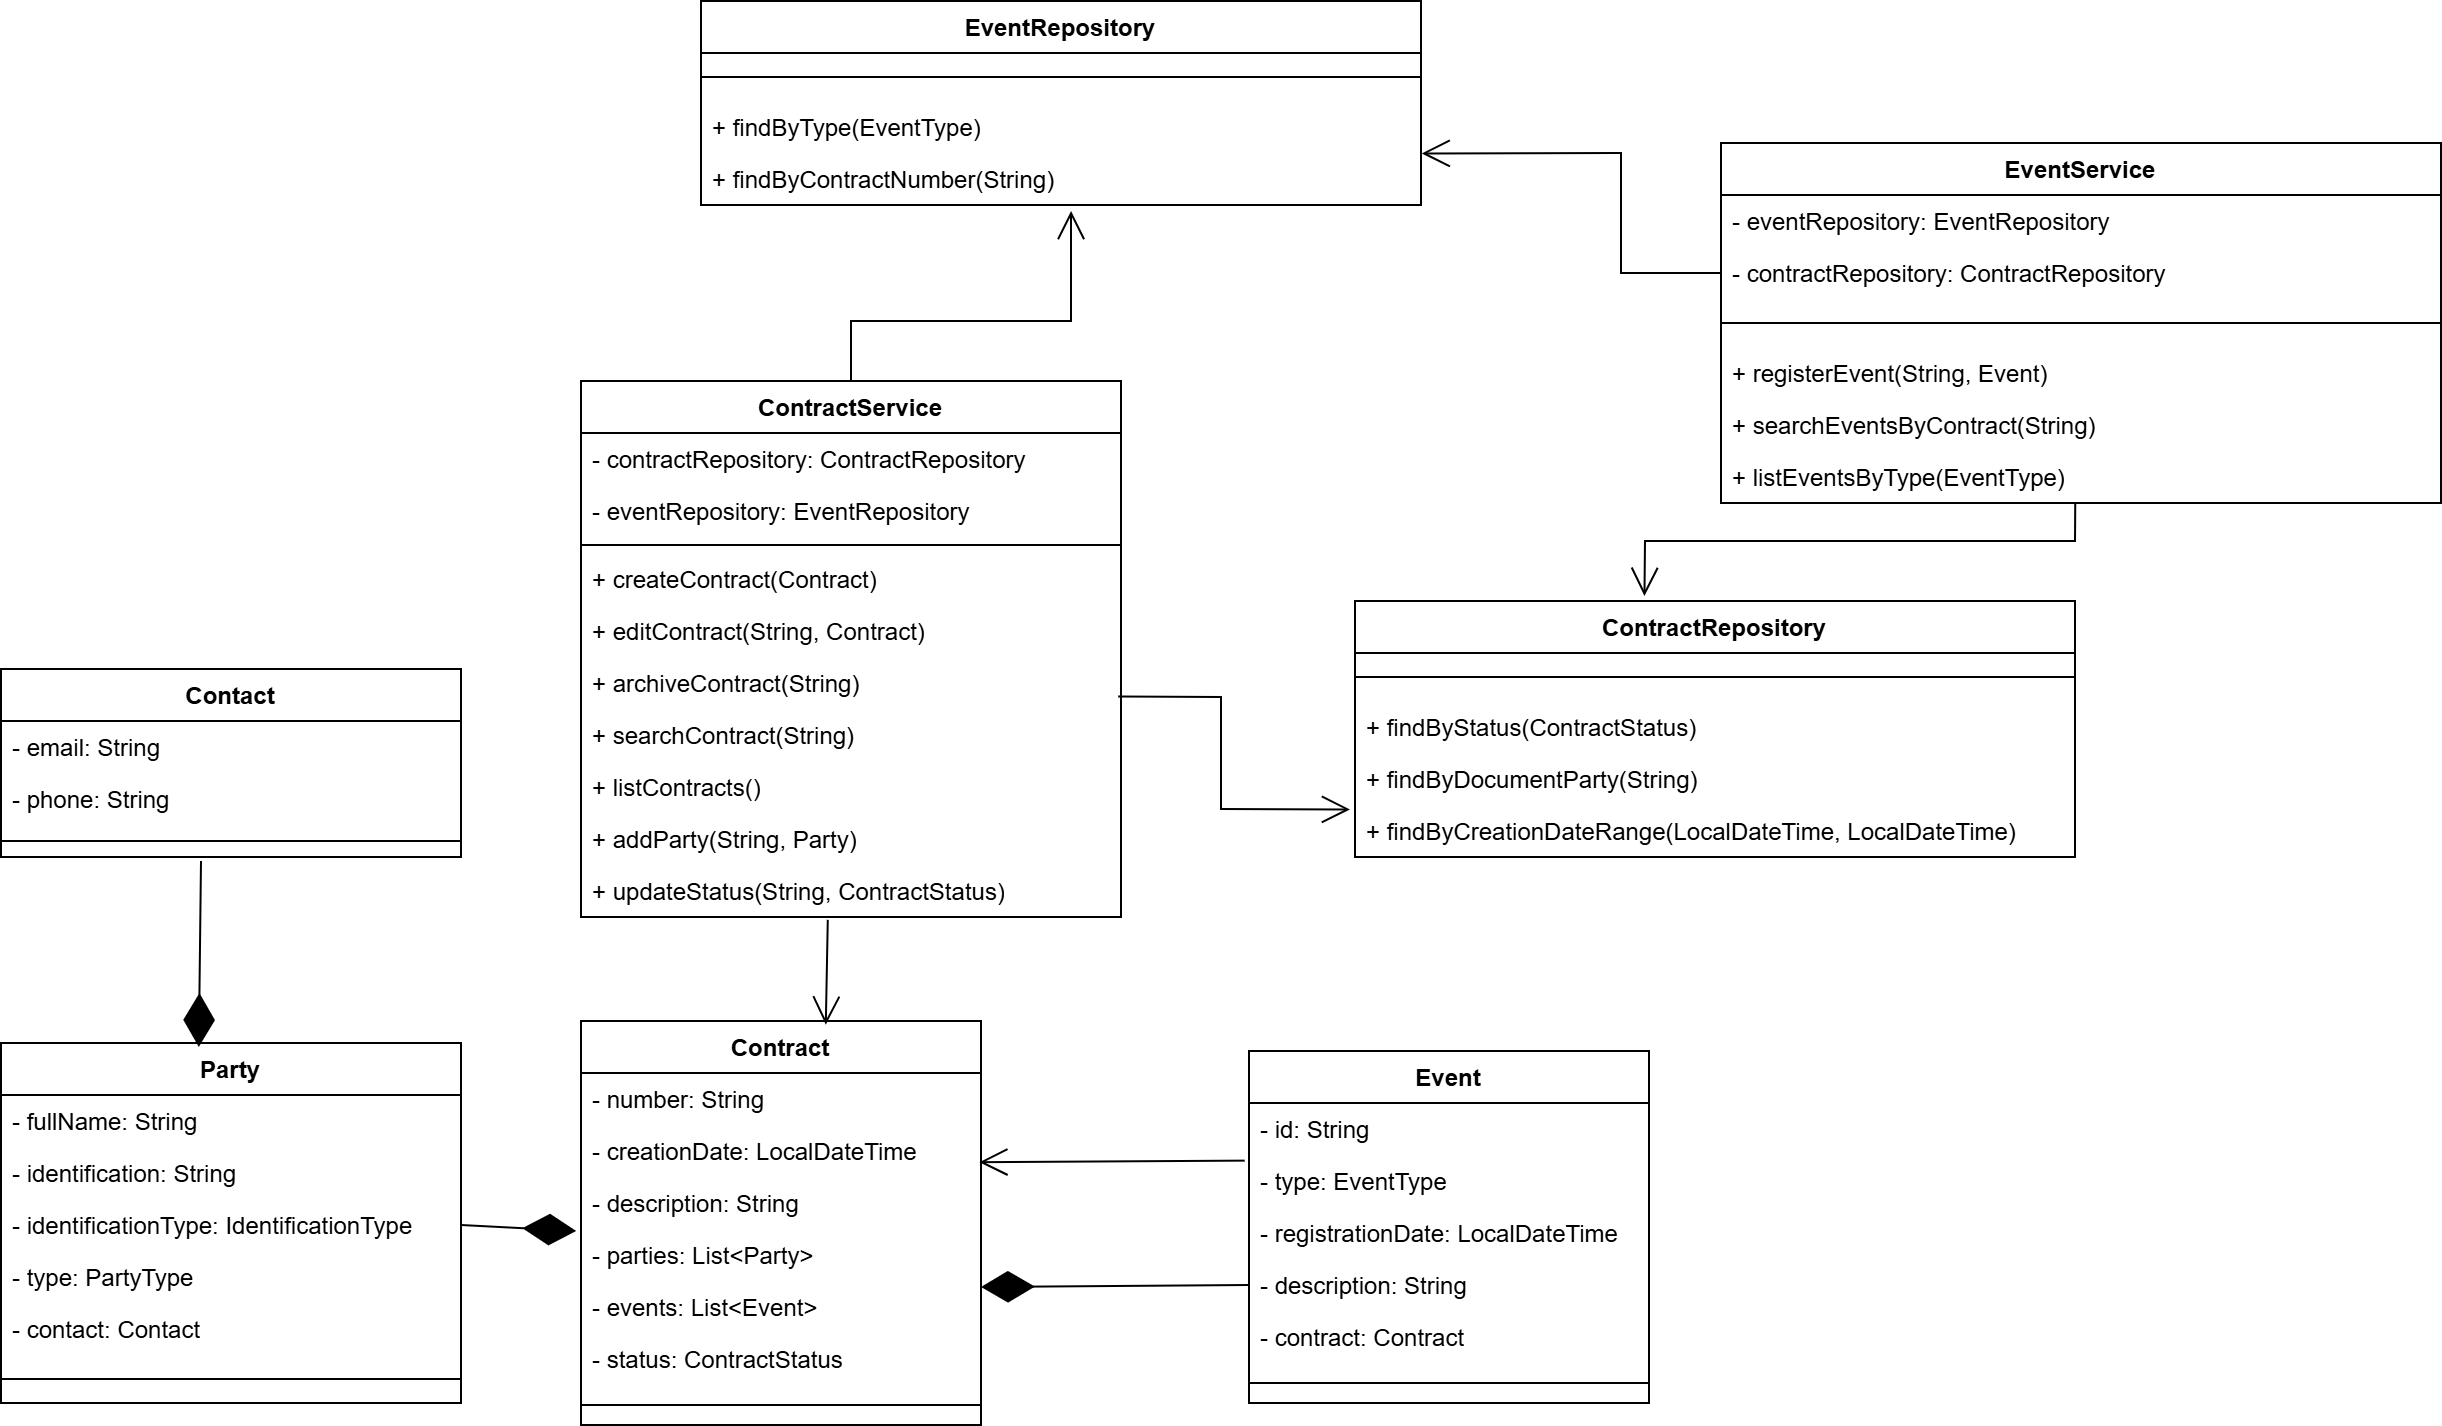 EventRepository
+ findByType(EventType)
+ findByContractNumber(String)
EventService
- eventRepository: EventRepository
- contractRepository: ContractRepository
+ registerEvent(String, Event)
+ searchEventsByContract(String)
+ listEventsByType(EventType)
ContractService
- contractRepository: ContractRepository
- eventRepository: EventRepository
+ createContract(Contract)
+ editContract(String, Contract)
+ archiveContract(String)
+ searchContract(String)
+ listContracts()
+ addParty(String, Party)
+ updateStatus(String, ContractStatus)
ContractRepository
+ findByStatus(ContractStatus)
+ findByDocumentParty(String)
+ findByCreationDateRange(LocalDateTime, LocalDateTime)
Contact
- email: String
- phone: String
Party
- fullName: String
- identification: String
- identificationType: IdentificationType
- type: PartyType
- contact: Contact
Contract
- number: String
- creationDate: LocalDateTime
- description: String
- parties: List<Party>
- events: List<Event>
- status: ContractStatus
Event
- id: String
- type: EventType
- registrationDate: LocalDateTime
- description: String
- contract: Contract